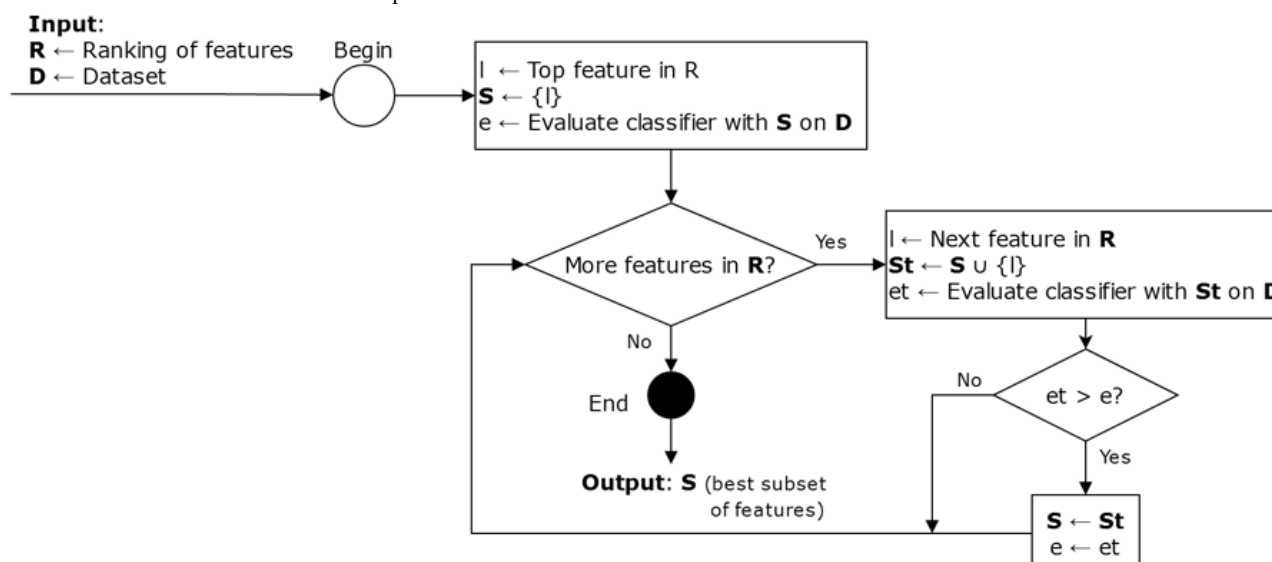 Input:
R ← Ranking of features
D ← Dataset
Begin
l ← Top feature in R
S ← {l}
e ← Evaluate classifier with S on D
More features in R?
Yes
l ← Next feature in R
St ← S ∪ {l}
et ← Evaluate classifier with St on D
No
End
et > e?
No
Yes
Output: S (best subset
of features)
S ← St
e ← et